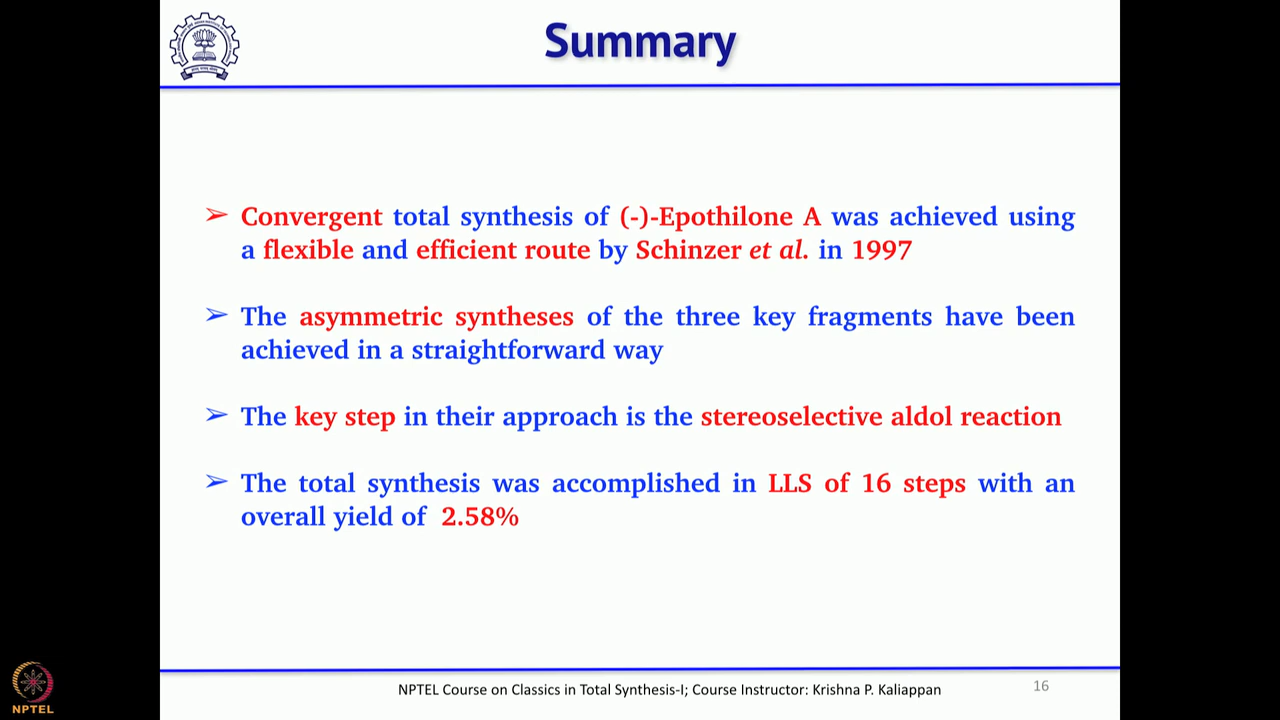 Summary
➢ Convergent total synthesis of (-)-Epothilone A was achieved using
a flexible and efficient route by Schinzer et al. in 1997
➢ The asymmetric syntheses of the three key fragments have been
achieved in a straightforward way
➢ The key step in their approach is the stereoselective aldol reaction
➢ The total synthesis was accomplished in LLS of 16 steps with an
overall yield of 2.58%
NPTEL Course on Classics in Total Synthesis-I; Course Instructor: Krishna P. Kaliappan
16
NPTEL